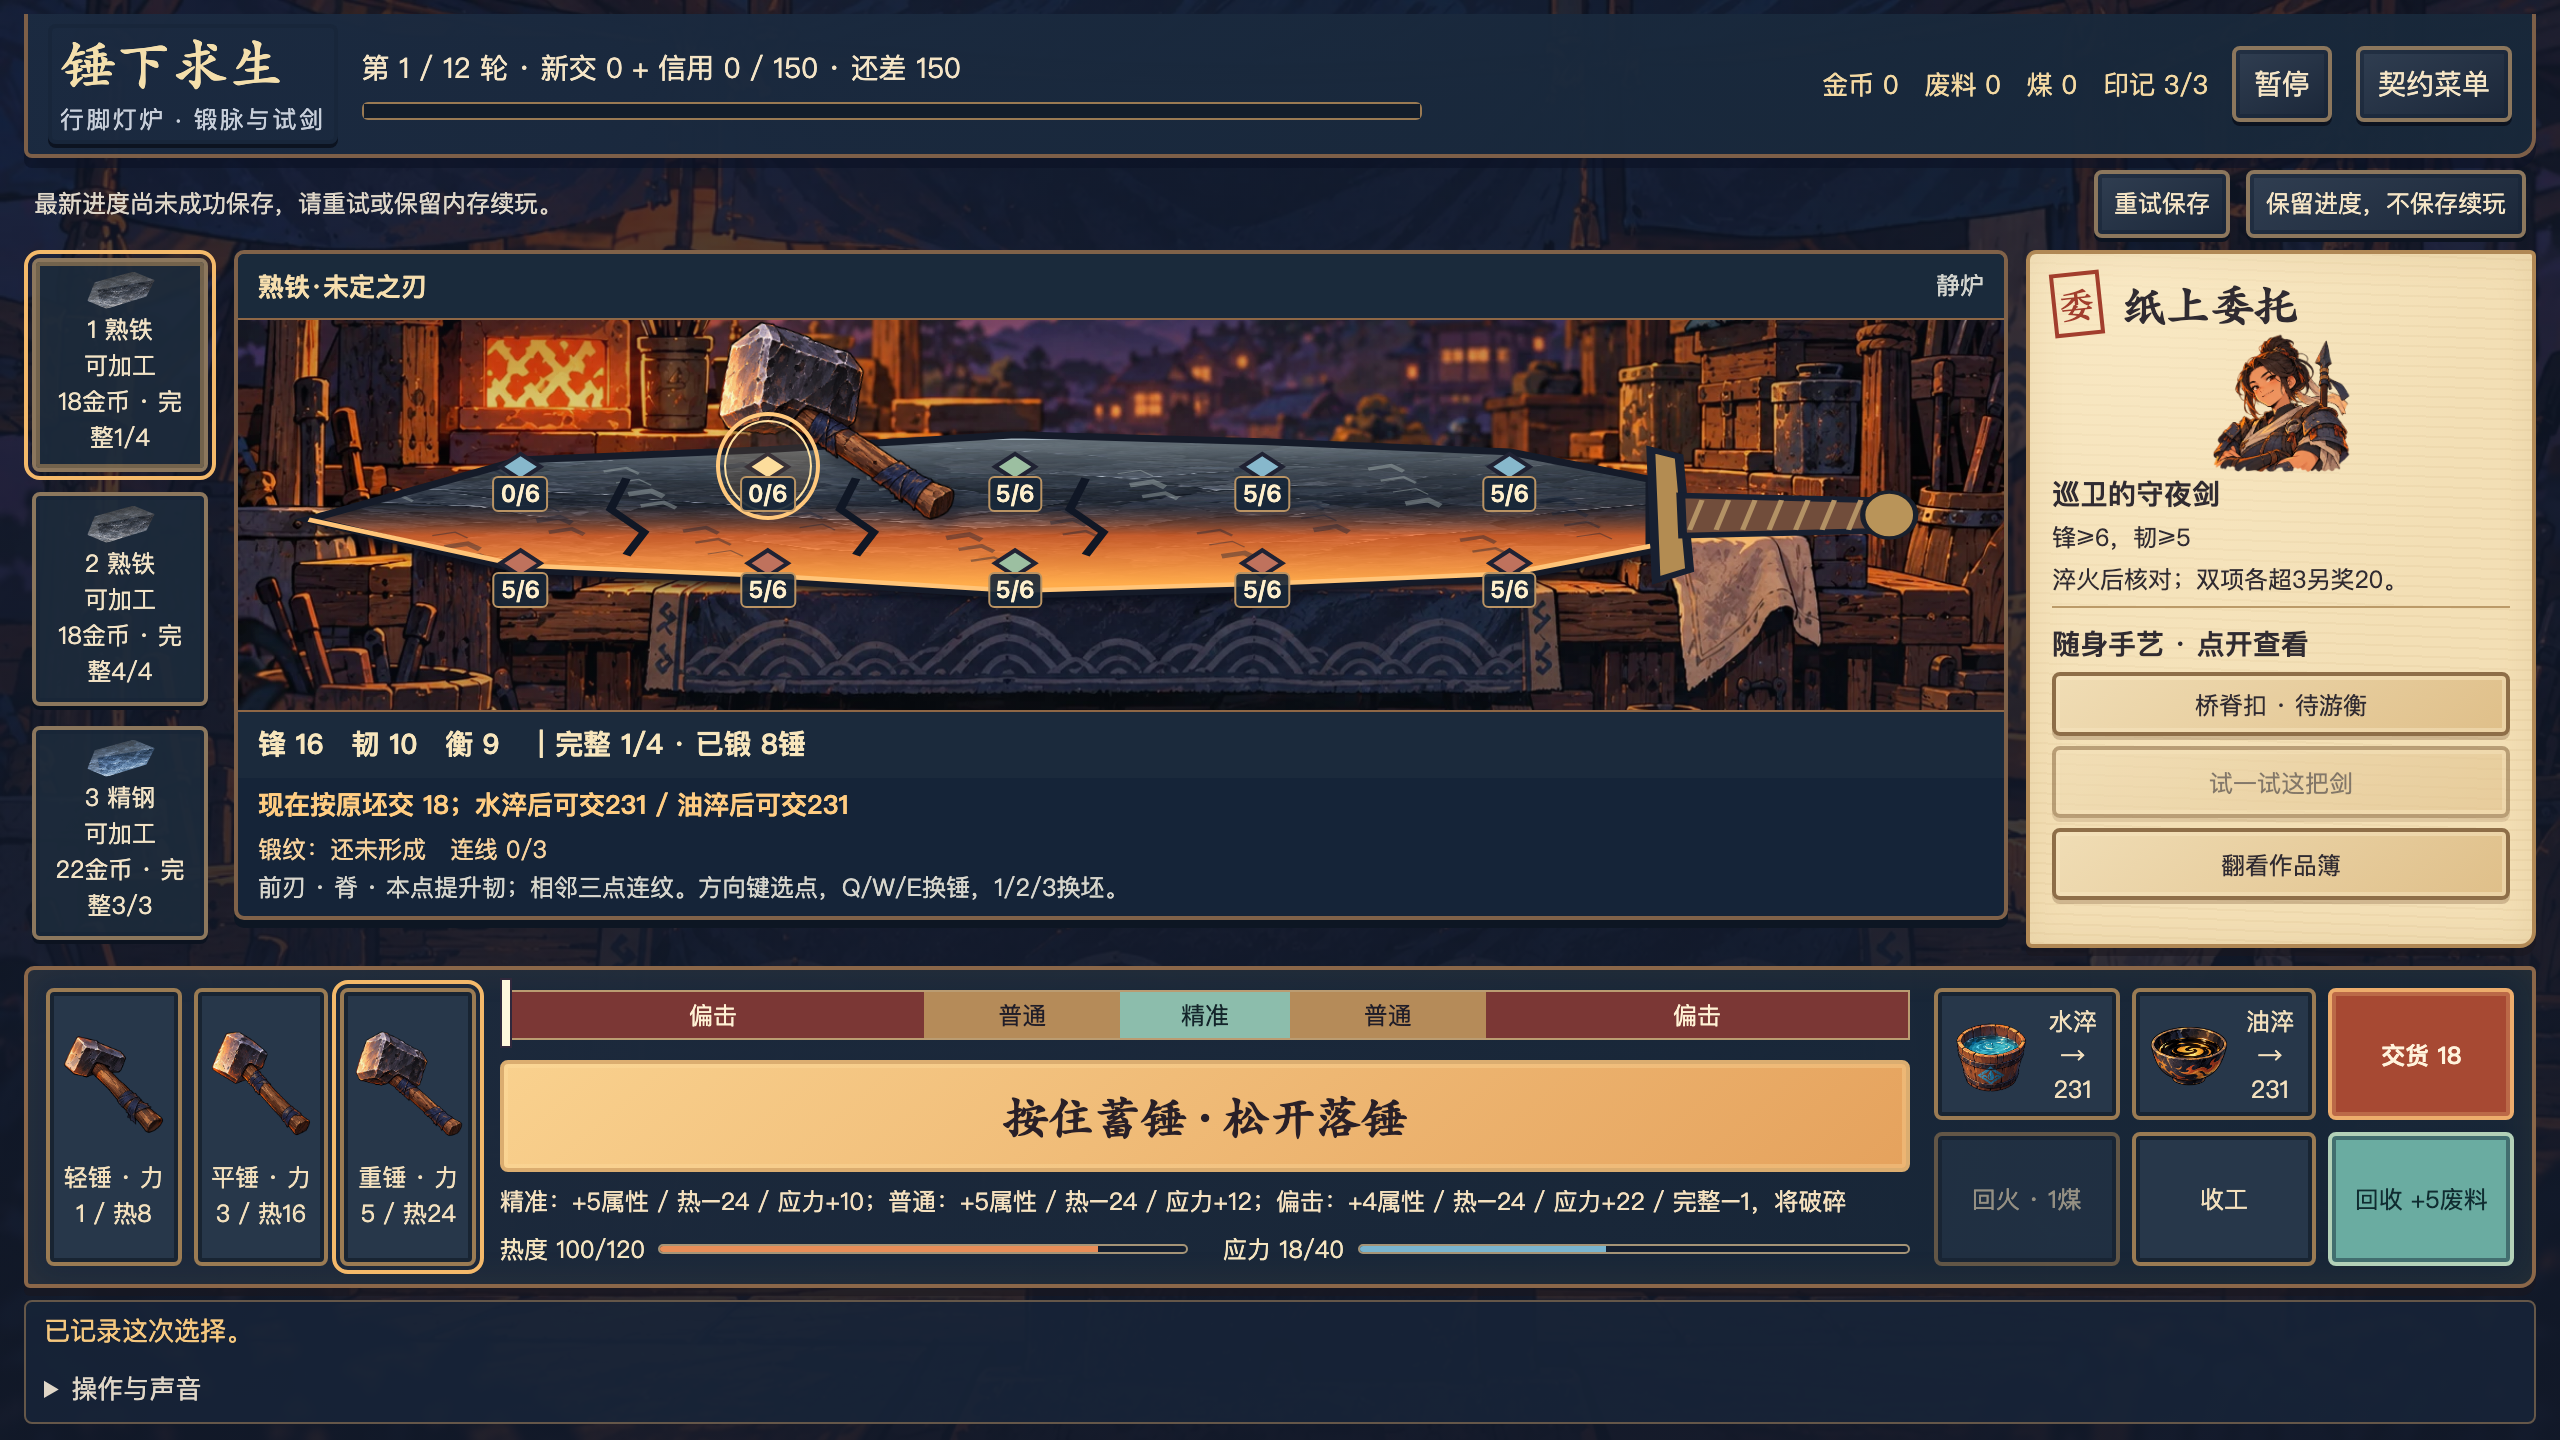 锤下求生
行脚灯炉 · 锻脉与试剑
第 1 / 12 轮 · 新交 0 + 信用 0 / 150 · 还差 150
金币 0 废料 0 煤 0 印记 3/3
暂停
契约菜单
最新进度尚未成功保存，请重试或保留内存续玩。
重试保存
保留进度，不保存续玩
1 熟铁
可加工
18金币 · 完
整1/4
2 熟铁
可加工
18金币 · 完
整4/4
3 精钢
可加工
22金币 · 完
整3/3
熟铁·未定之刃
静炉
0/6
0/6
5/6
5/6
5/6
5/6
5/6
5/6
5/6
5/6
锋 16 韧 10 衡 9 | 完整 1/4 · 已锻 8锤
现在按原坯交 18；水淬后可交231 / 油淬后可交231
锻纹：还未形成 连线 0/3
前刃 · 脊 · 本点提升韧；相邻三点连纹。方向键选点，Q/W/E换锤，1/2/3换坯。
委
纸上委托
巡卫的守夜剑
锋≥6，韧≥5
淬火后核对；双项各超3另奖20。
随身手艺 · 点开查看
桥脊扣 · 待游衡
试一试这把剑
翻看作品簿
轻锤 · 力
1 / 热8
平锤 · 力
3 / 热16
重锤 · 力
5 / 热24
偏击
普通
精准
普通
偏击
按住蓄锤·松开落锤
精准：+5属性 / 热−24 / 应力+10；普通：+5属性 / 热−24 / 应力+12；偏击：+4属性 / 热−24 / 应力+22 / 完整−1，将破碎
热度 100/120
应力 18/40
水淬
→
231
油淬
→
231
交货 18
回火 · 1煤
收工
回收 +5废料
已记录这次选择。
▶ 操作与声音